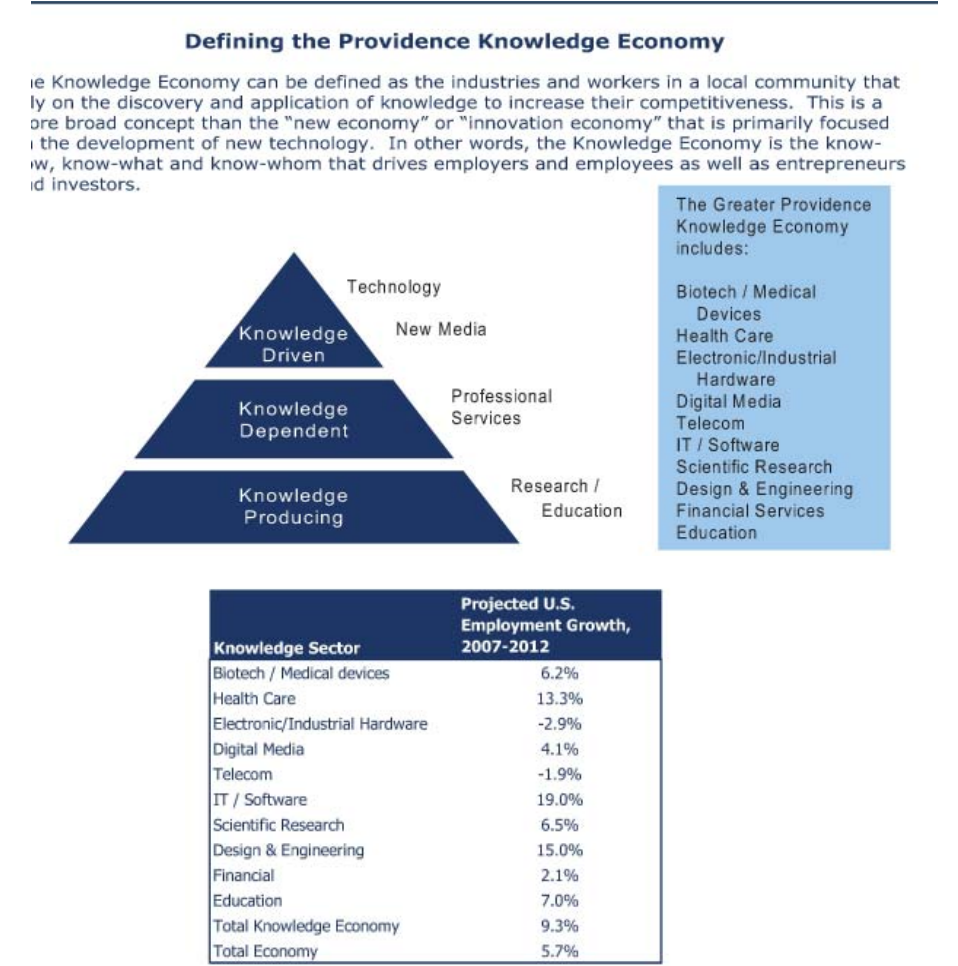 Defining the Providence Knowledge Economy
e Knowledge Economy can be defined as the industries and workers in a local community that
ly on the discovery and application of knowledge to increase their competitiveness. This is a
ore broad concept than the “new economy” or “innovation economy” that is primarily focused
the development of new technology. In other words, the Knowledge Economy is the know-
w, know-what and know-whom that drives employers and employees as well as entrepreneurs
d investors.
The Greater Providence
Knowledge Economy
includes:
Biotech / Medical
Devices
Health Care
Electronic/Industrial
Hardware
Digital Media
Telecom
IT / Software
Scientific Research
Design & Engineering
Financial Services
Education
Technology
New Media
Knowledge
Driven
Professional
Services
Knowledge
Dependent
Research /
Education
Knowledge
Producing
Knowledge Sector Projected U.S.
Employment Growth,
2007-2012
Biotech / Medical devices 6.2%
Health Care 13.3%
Electronic/Industrial Hardware -2.9%
Digital Media 4.1%
Telecom -1.9%
IT / Software 19.0%
Scientific Research 6.5%
Design & Engineering 15.0%
Financial 2.1%
Education 7.0%
Total Knowledge Economy 9.3%
Total Economy 5.7%